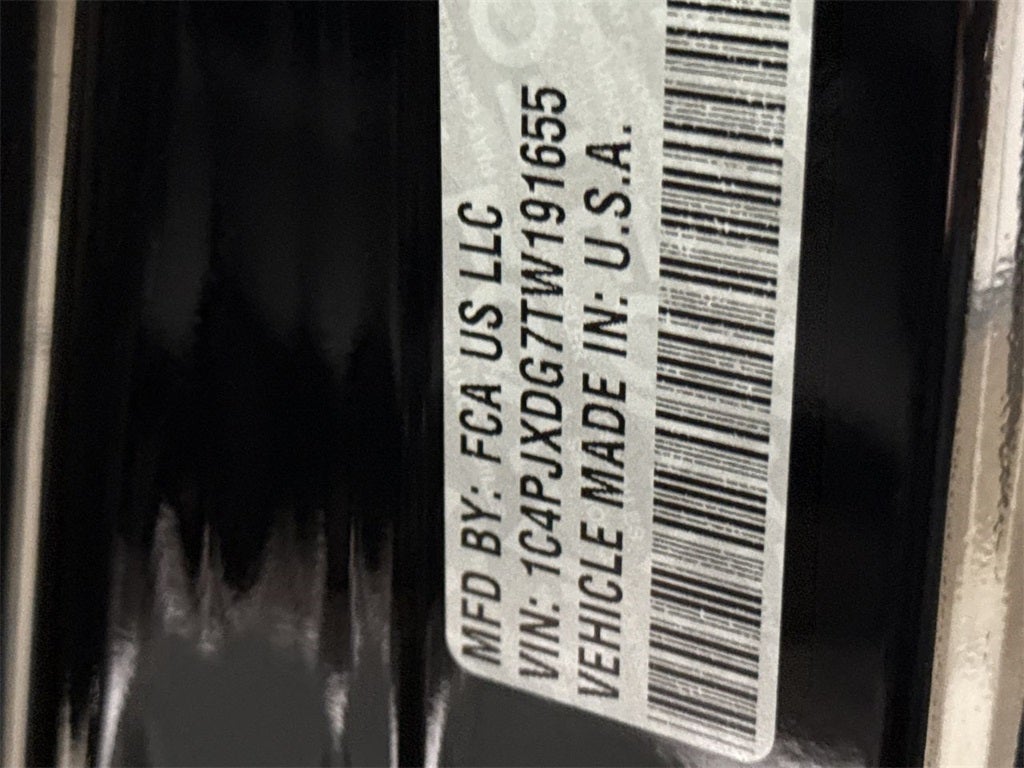 MFD BY: FCA US LLC
VIN: 1C4PJXDG7TW191655
VEHICLE MADE IN: U.S.A.